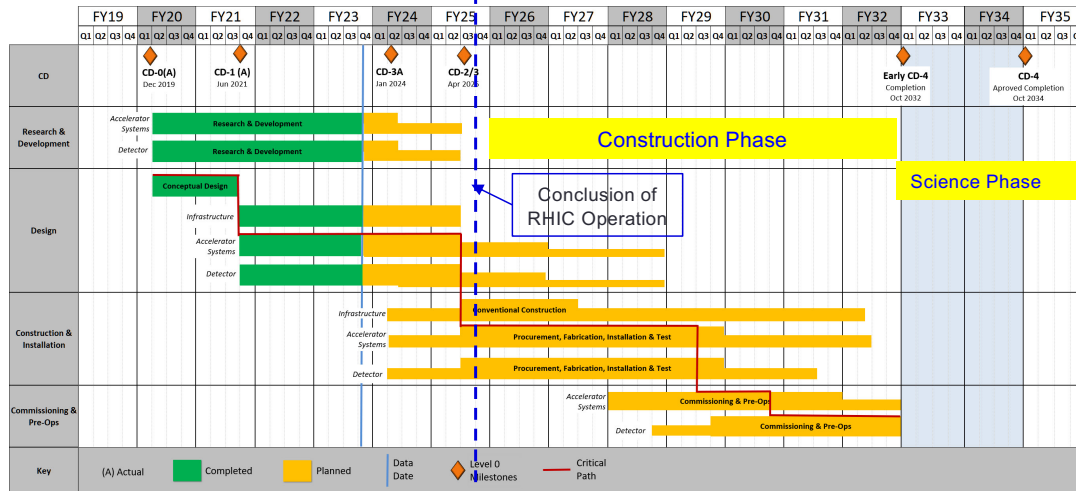 FY19 FY20 FY21 FY22 FY23 FY24 FY25 FY26 FY27 FY28 FY29 FY30 FY31 FY32 FY33 FY34 FY35
Q1 Q2 Q3 Q4 Q1 Q2 Q3 Q4 Q1 Q2 Q3 Q4 Q1 Q2 Q3 Q4 Q1 Q2 Q3 Q4 Q1 Q2 Q3 Q4 Q1 Q2 Q3 Q4 Q1 Q2 Q3 Q4 Q1 Q2 Q3 Q4 Q1 Q2 Q3 Q4 Q1 Q2 Q3 Q4 Q1 Q2 Q3 Q4 Q1 Q2 Q3 Q4 Q1 Q2 Q3 Q4 Q1 Q2 Q3 Q4 Q1 Q2 Q3 Q4 Q1 Q2 Q3 Q4
CD
CD-0(A)
Dec 2019
CD-1 (A)
Jun 2021
CD-3A
Jan 2024
CD-2/3
Apr 2025
Early CD-4
Completion
Oct 2032
CD-4
Aproved Completion
Oct 2034
Research &
Development
Accelerator
Systems
Research & Development
Detector
Research & Development
Construction Phase
Science Phase
Design
Conceptual Design
Infrastructure
Accelerator
Systems
Detector
Conclusion of
RHIC Operation
Construction &
Installation
Infrastructure
Conventional Construction
Accelerator
Systems
Procurement, Fabrication, Installation & Test
Detector
Procurement, Fabrication, Installation & Test
Commissioning &
Pre-Ops
Accelerator
Systems
Commissioning & Pre-Ops
Detector
Commissioning & Pre-Ops
Key
(A) Actual
Completed
Planned
Data
Date
Level 0
Milestones
Critical
Path